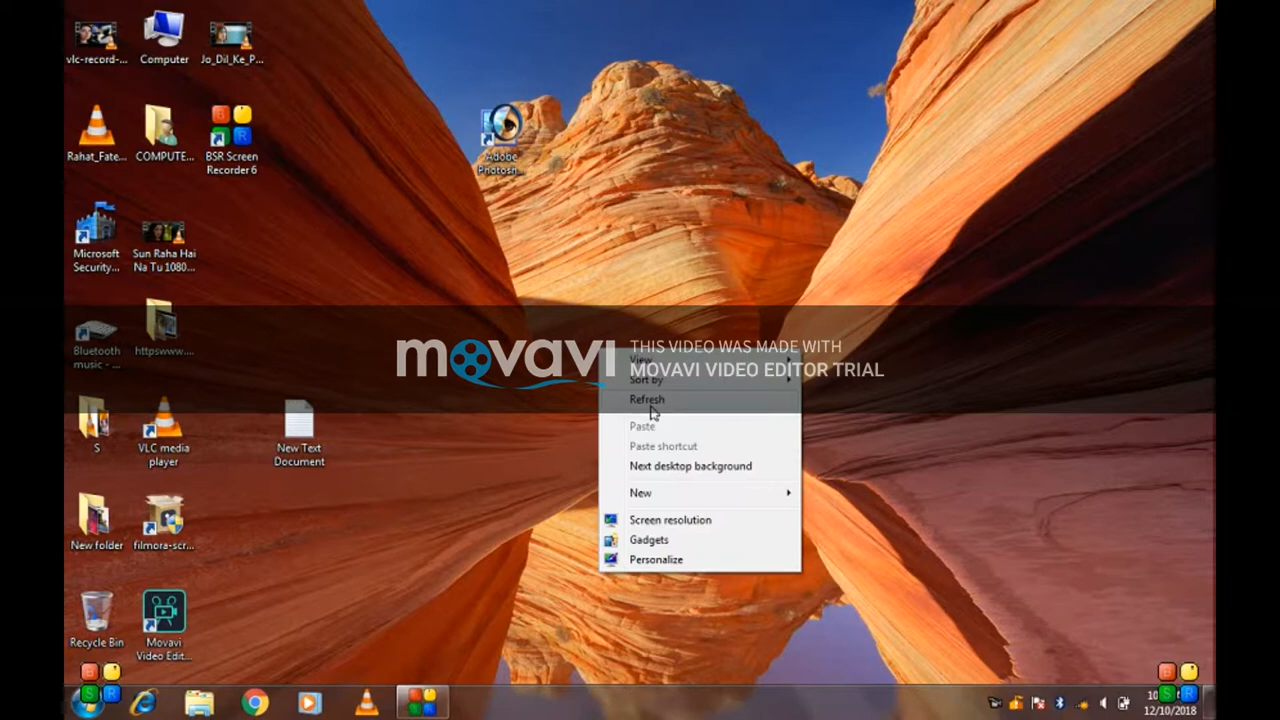 vlc-record-...
Computer
Jo_Dil_Ke_P...
Rahat_Fate...
COMPUTE...
BSR Screen
Recorder 6
Adobe
Photosh...
Microsoft
Security...
Sun Raha Hai
Na Tu 1080...
Bluetooth
music - ...
httpswww....
movavi
THIS VIDEO WAS MADE WITH
MOVAVI VIDEO EDITOR TRIAL
View
Sort by
Refresh
Paste
Paste shortcut
Next desktop background
New
Screen resolution
Gadgets
Personalize
S
VLC media
player
New Text
Document
New folder
filmora-scr...
Recycle Bin
Movavi
Video Edit...
B
S R
B
S R
12/10/2018